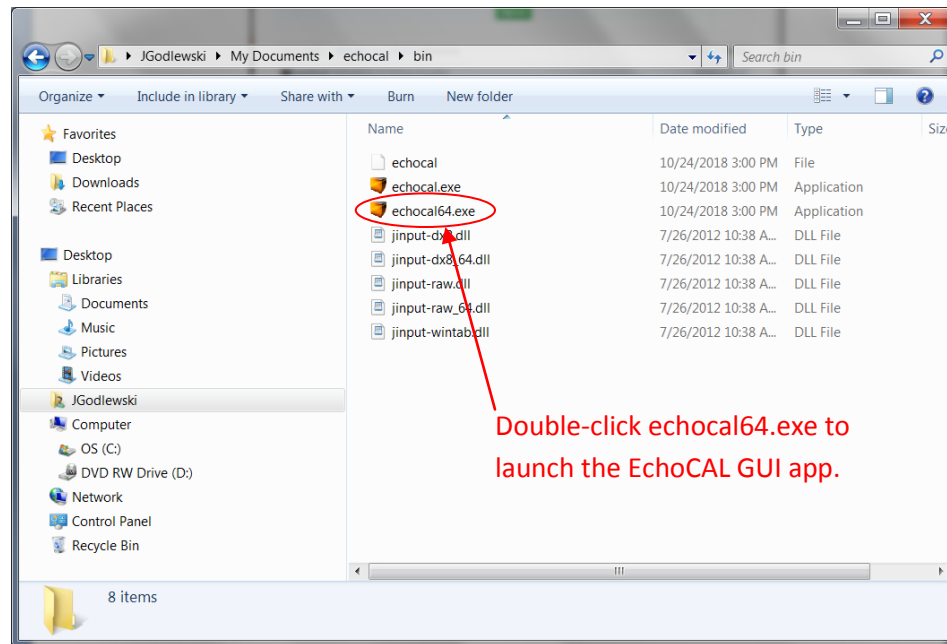 JGodlewski ▸ My Documents ▸ echocal ▸ bin
Search bin
Organize ▾ Include in library ▾ Share with ▾ Burn New folder
Favorites
Desktop
Downloads
Recent Places
Desktop
Libraries
Documents
Music
Pictures
Videos
JGodlewski
Computer
OS (C:)
DVD RW Drive (D:)
Network
Control Panel
Recycle Bin
Name Date modified Type Siz
echocal 10/24/2018 3:00 PM File
echocal.exe 10/24/2018 3:00 PM Application
echocal64.exe 10/24/2018 3:00 PM Application
jinput-dx8.dll 7/26/2012 10:38 A... DLL File
jinput-dx8_64.dll 7/26/2012 10:38 A... DLL File
jinput-raw.dll 7/26/2012 10:38 A... DLL File
jinput-raw_64.dll 7/26/2012 10:38 A... DLL File
jinput-wintab.dll 7/26/2012 10:38 A... DLL File
Double-click echocal64.exe to
launch the EchoCAL GUI app.
8 items